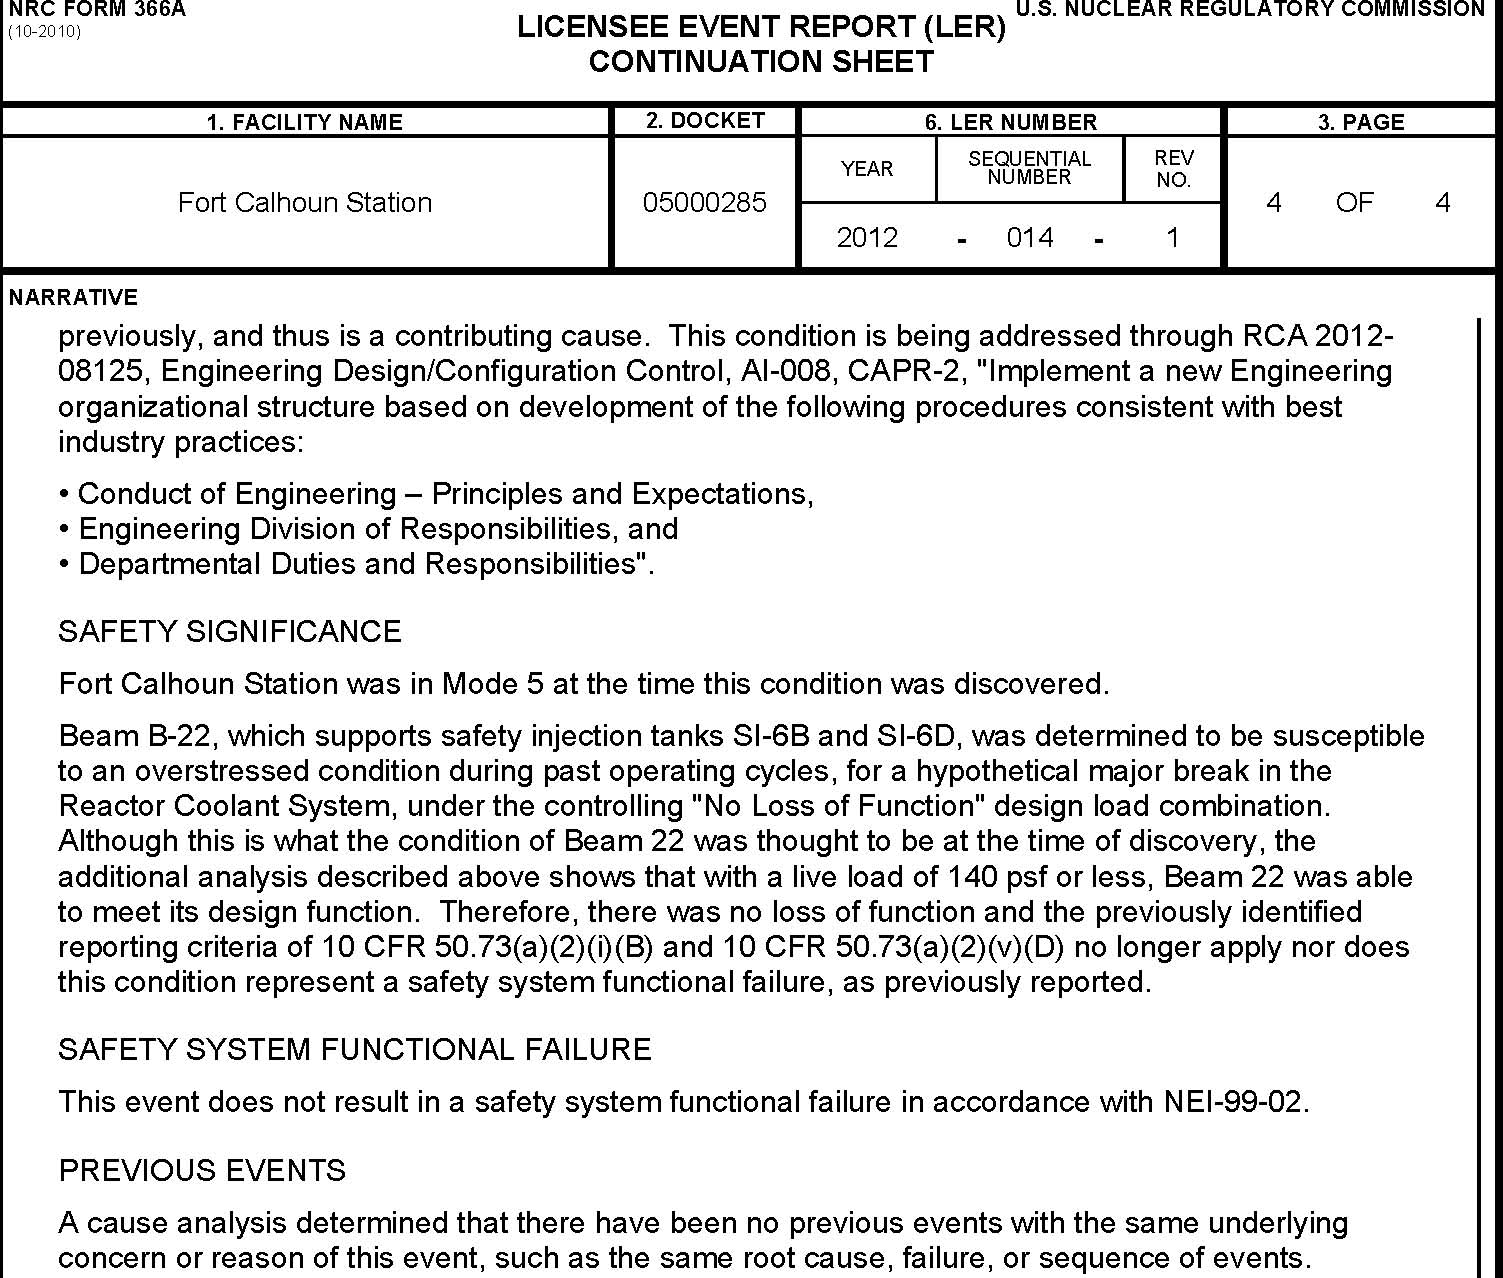 NRC FORM 366A
(10-2010)
U.S. NUCLEAR REGULATORY COMMISSION
LICENSEE EVENT REPORT (LER)
CONTINUATION SHEET
1. FACILITY NAME
2. DOCKET
6. LER NUMBER
3. PAGE
Fort Calhoun Station
05000285
YEAR
SEQUENTIAL
NUMBER
REV
NO.
2012 - 014 - 1
4 OF 4
NARRATIVE
previously, and thus is a contributing cause.  This condition is being addressed through RCA 2012-
08125, Engineering Design/Configuration Control, AI-008, CAPR-2, "Implement a new Engineering
organizational structure based on development of the following procedures consistent with best
industry practices:
• Conduct of Engineering – Principles and Expectations,
• Engineering Division of Responsibilities, and
• Departmental Duties and Responsibilities".
SAFETY SIGNIFICANCE
Fort Calhoun Station was in Mode 5 at the time this condition was discovered.
Beam B-22, which supports safety injection tanks SI-6B and SI-6D, was determined to be susceptible
to an overstressed condition during past operating cycles, for a hypothetical major break in the
Reactor Coolant System, under the controlling "No Loss of Function" design load combination.
Although this is what the condition of Beam 22 was thought to be at the time of discovery, the
additional analysis described above shows that with a live load of 140 psf or less, Beam 22 was able
to meet its design function.  Therefore, there was no loss of function and the previously identified
reporting criteria of 10 CFR 50.73(a)(2)(i)(B) and 10 CFR 50.73(a)(2)(v)(D) no longer apply nor does
this condition represent a safety system functional failure, as previously reported.
SAFETY SYSTEM FUNCTIONAL FAILURE
This event does not result in a safety system functional failure in accordance with NEI-99-02.
PREVIOUS EVENTS
A cause analysis determined that there have been no previous events with the same underlying
concern or reason of this event, such as the same root cause, failure, or sequence of events.